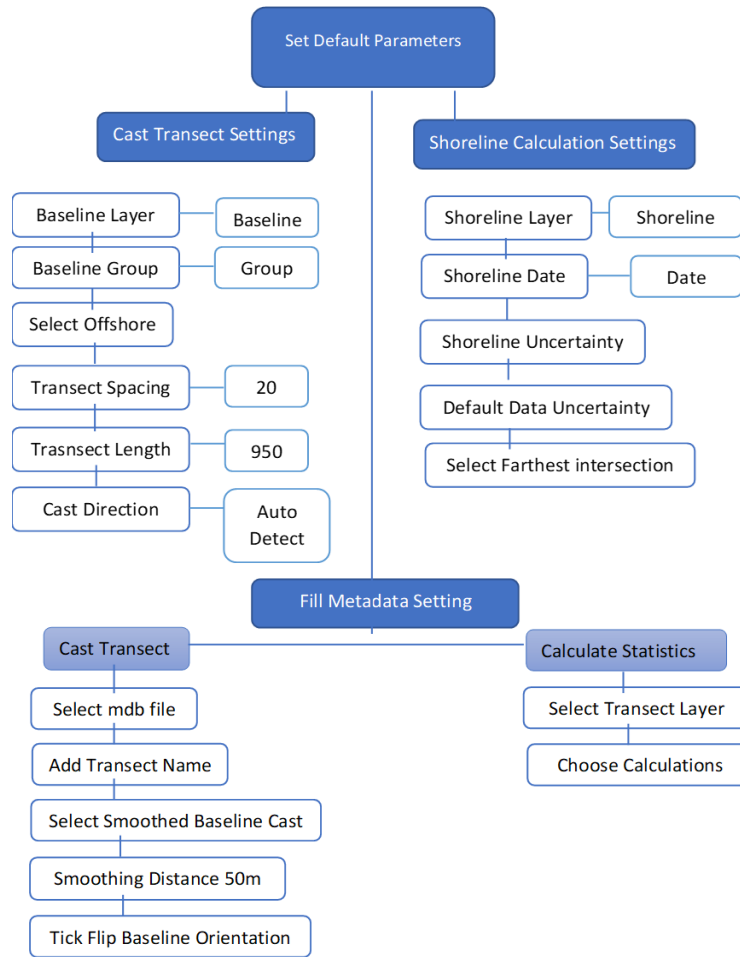 Set Default Parameters
Cast Transect Settings
Shoreline Calculation Settings
Baseline Layer
Baseline
Baseline Group
Group
Select Offshore
Transect Spacing
20
Trasnsect Length
950
Cast Direction
Auto
Detect
Shoreline Layer
Shoreline
Shoreline Date
Date
Shoreline Uncertainty
Default Data Uncertainty
Select Farthest intersection
Fill Metadata Setting
Cast Transect
Select mdb file
Add Transect Name
Select Smoothed Baseline Cast
Smoothing Distance 50m
Tick Flip Baseline Orientation
Calculate Statistics
Select Transect Layer
Choose Calculations